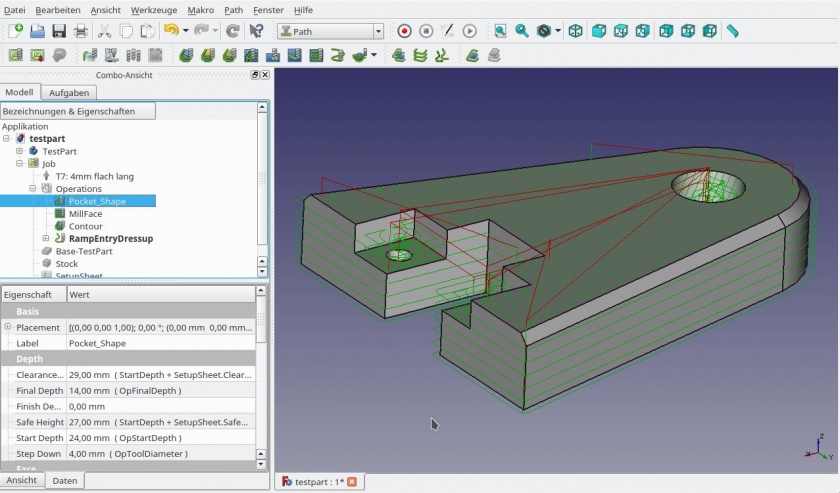 Datei Bearbeiten Ansicht Werkzeuge Makro Path Fenster Hilfe
Path
Combo-Ansicht
Modell Aufgaben
Bezeichnungen & Eigenschaften
Applikation
testpart
TestPart
Job
T7: 4mm flach lang
Operations
Pocket_Shape
MillFace
Contour
RampEntryDressup
Base-TestPart
Stock
SetupSheet
Eigenschaft Wert
Basis
Placement [(0,00 0,00 1,00); 0,00 °; (0,00 mm 0,00 mm...
Label Pocket_Shape
Depth
Clearance... 29,00 mm ( StartDepth + SetupSheet.Clear...
Final Depth 14,00 mm ( OpFinalDepth )
Finish De... 0,00 mm
Safe Height 27,00 mm ( StartDepth + SetupSheet.Safe...
Start Depth 24,00 mm ( OpStartDepth )
Step Down 4,00 mm ( OpToolDiameter )
Face
Ansicht Daten
testpart : 1*
Z
X
Y